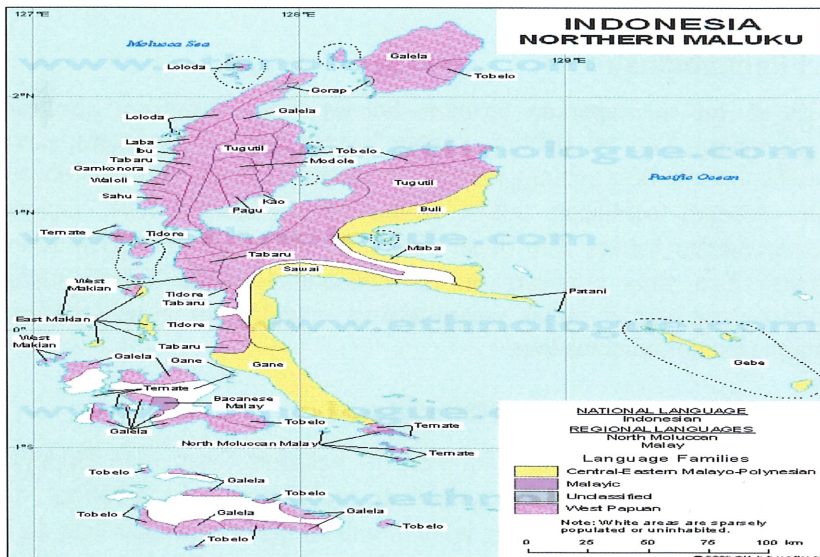 127°E
128°E
INDONESIA
NORTHERN MALUKU
129°E
Molucca Sea
Loloda
Galela
Tobelo
Gorap
2°N
Loloda
Galela
Laba
Ibu
Tabaru
Gamkonora
Waioli
Sahu
Tugutil
Tobelo
Modole
Kao
Pagu
Tugutil
Pacific Ocean
1°N
Buli
Ternate
Tidore
Maba
Tabaru
Sawai
West
Makian
Tidore
Tabaru
Patani
East Makian
0°
Tidore
West
Makian
Tabaru
Galela
Gane
Gane
Gebe
Ternate
Bacanese
Malay
Galela
Tobelo
Ternate
North Moluccan Malay
Ternate
1°S
Tobelo
Galela
Tobelo
Tobelo
Galela
Galela
Tobelo
Tobelo
www.ethnologue.com
NATIONAL LANGUAGE
Indonesian
REGIONAL LANGUAGES
North Moluccan
Malay
Language Families
Central-Eastern Malayo-Polynesian
Malayic
Unclassified
West Papuan
Note: White areas are sparsely
populated or uninhabited.
0 25 50 75 100 km